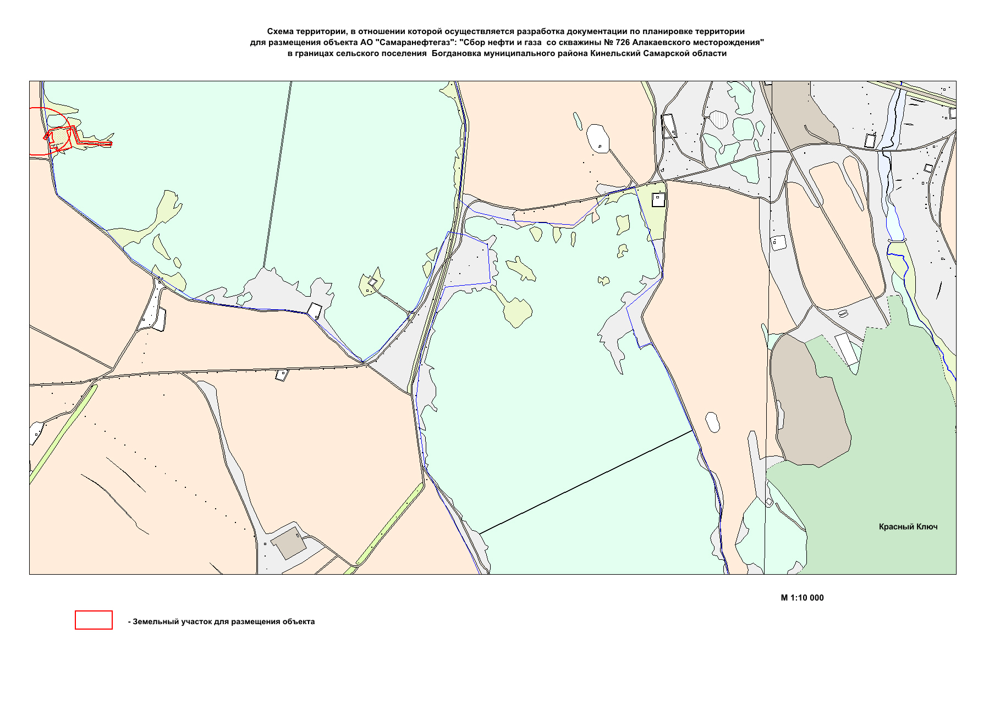 Схема территории, в отношении которой осуществляется разработка документации по планировке территории
для размещения объекта АО "Самаранефтегаз": "Сбор нефти и газа  со скважины № 726 Алакаевского месторождения"
в границах сельского поселения  Богдановка муниципального района Кинельский Самарской области
Красный Ключ
М 1:10 000
- Земельный участок для размещения объекта